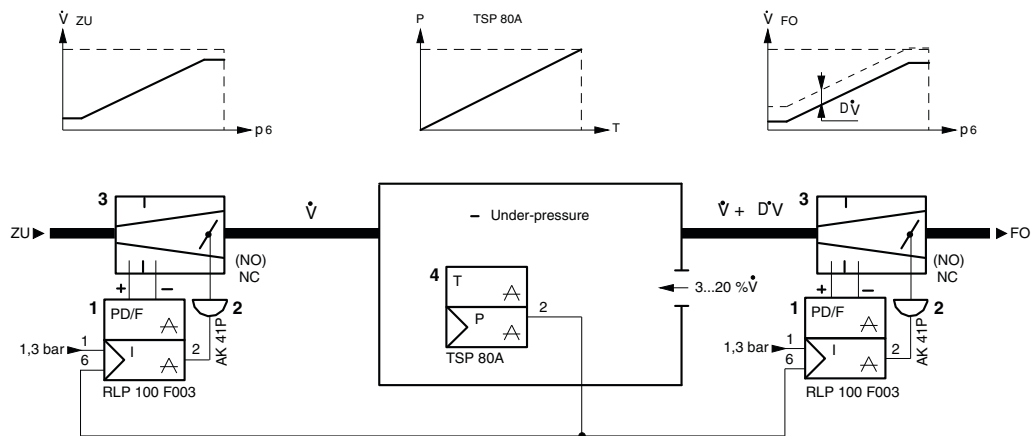 V̇ ZU
p6
P TSP 80A
T
V̇ FO
DV̇
p6
3
ZU
V̇
– Under-pressure
V̇ + ḊV
3
FO
(NO)
NC
(NO)
NC
+ –
4
T
3...20 %V̇
+ –
1
PD/F
2
P
2
1
PD/F
2
1,3 bar
1
6
I
2
AK 41P
TSP 80A
1,3 bar
1
6
I
2
AK 41P
RLP 100 F003
RLP 100 F003